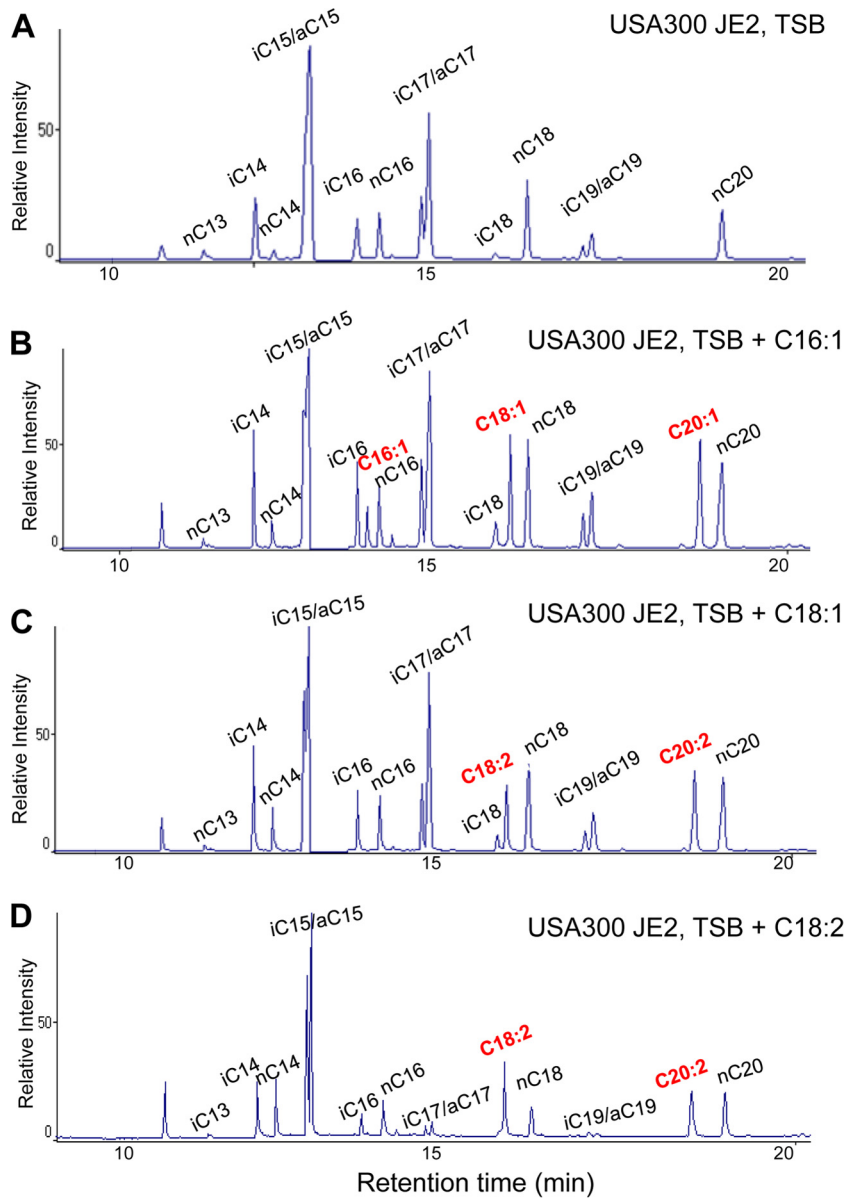 A
USA300 JE2, TSB
Relative Intensity
50
0
nC13
iC14
nC14
iC15/aC15
iC16
nC16
iC17/aC17
iC18
nC18
iC19/aC19
nC20
10
15
20
B
USA300 JE2, TSB + C16:1
Relative Intensity
50
0
nC13
iC14
nC14
iC15/aC15
iC16
C16:1
nC16
iC17/aC17
iC18
C18:1
nC18
iC19/aC19
C20:1
nC20
10
15
20
C
USA300 JE2, TSB + C18:1
Relative Intensity
50
0
nC13
iC14
nC14
iC15/aC15
iC16
nC16
iC17/aC17
iC18
C18:2
nC18
iC19/aC19
C20:2
nC20
10
15
20
D
USA300 JE2, TSB + C18:2
Relative Intensity
50
0
iC13
iC14
nC14
iC15/aC15
iC16
nC16
iC17/aC17
C18:2
nC18
iC19/aC19
C20:2
nC20
10
15
20
Retention time (min)